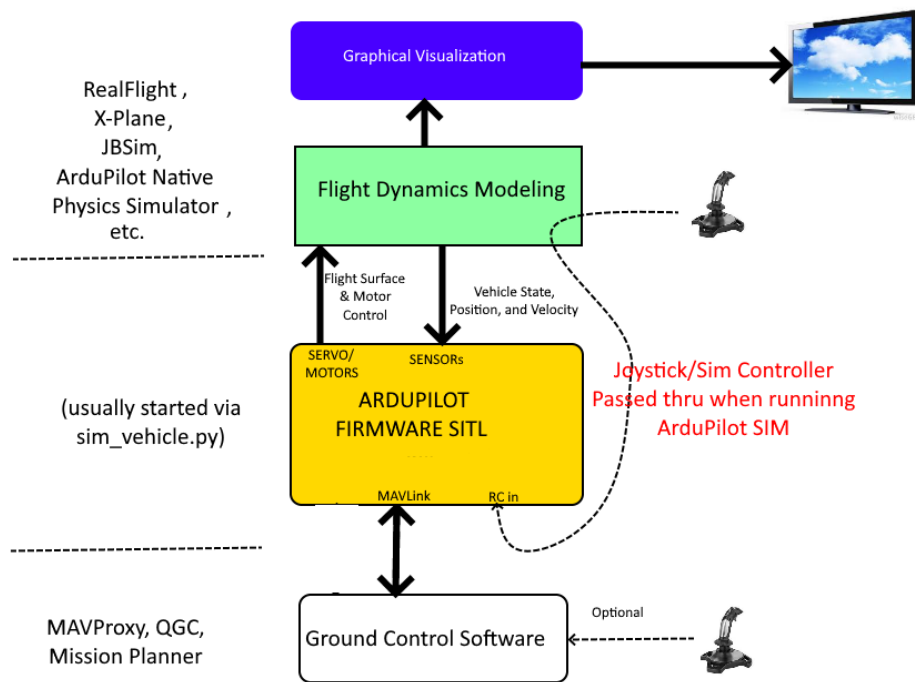 Graphical Visualization
RealFlight ,
X-Plane,
JBSim,
ArduPilot Native
Physics Simulator ,
etc.
Flight Dynamics Modeling
Flight Surface
& Motor
Control
Vehicle State,
Position, and Velocity
(usually started via
sim_vehicle.py)
SERVO/
MOTORS
SENSORs
ARDUPILOT
FIRMWARE SITL
MAVLink
RC in
Joystick/Sim Controller
Passed thru when runinng
ArduPilot SIM
MAVProxy, QGC,
Mission Planner
Ground Control Software
Optional